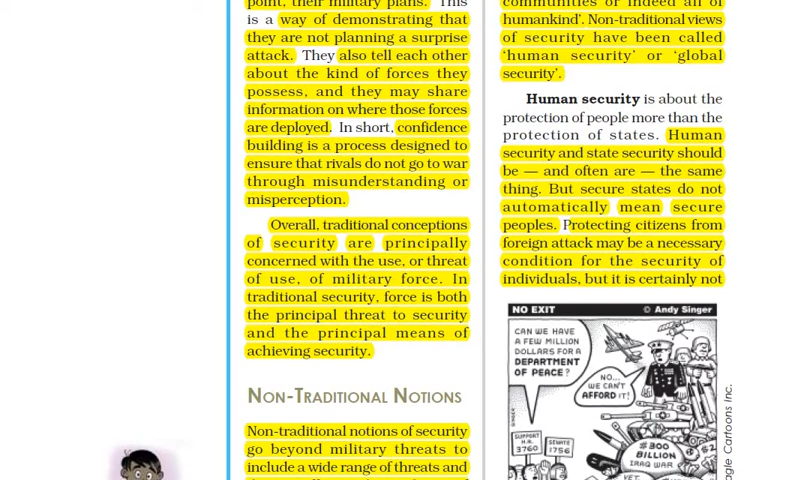 point, their military plans. This
is a way of demonstrating that
they are not planning a surprise
attack. They also tell each other
about the kind of forces they
possess, and they may share
information on where those forces
are deployed. In short, confidence
building is a process designed to
ensure that rivals do not go to war
through misunderstanding or
misperception.
Overall, traditional conceptions
of security are principally
concerned with the use, or threat
of use, of military force. In
traditional security, force is both
the principal threat to security
and the principal means of
achieving security.
NON-TRADITIONAL NOTIONS
Non-traditional notions of security
go beyond military threats to
include a wide range of threats and
communities or indeed all of
humankind'. Non-traditional views
of security have been called
'human security' or 'global
security'.
Human security is about the
protection of people more than the
protection of states. Human
security and state security should
be — and often are — the same
thing. But secure states do not
automatically mean secure
peoples. Protecting citizens from
foreign attack may be a necessary
condition for the security of
individuals, but it is certainly not
NO EXIT © Andy Singer
CAN WE HAVE
A FEW MILLION
DOLLARS FOR A
DEPARTMENT
OF PEACE?
NO...
WE CAN'T
AFFORD IT!
SINGER
SUPPORT
H.R.
3760
SENATE
1756
$300
BILLION
IRAQ WAR
YET.
agle Cartoons Inc.